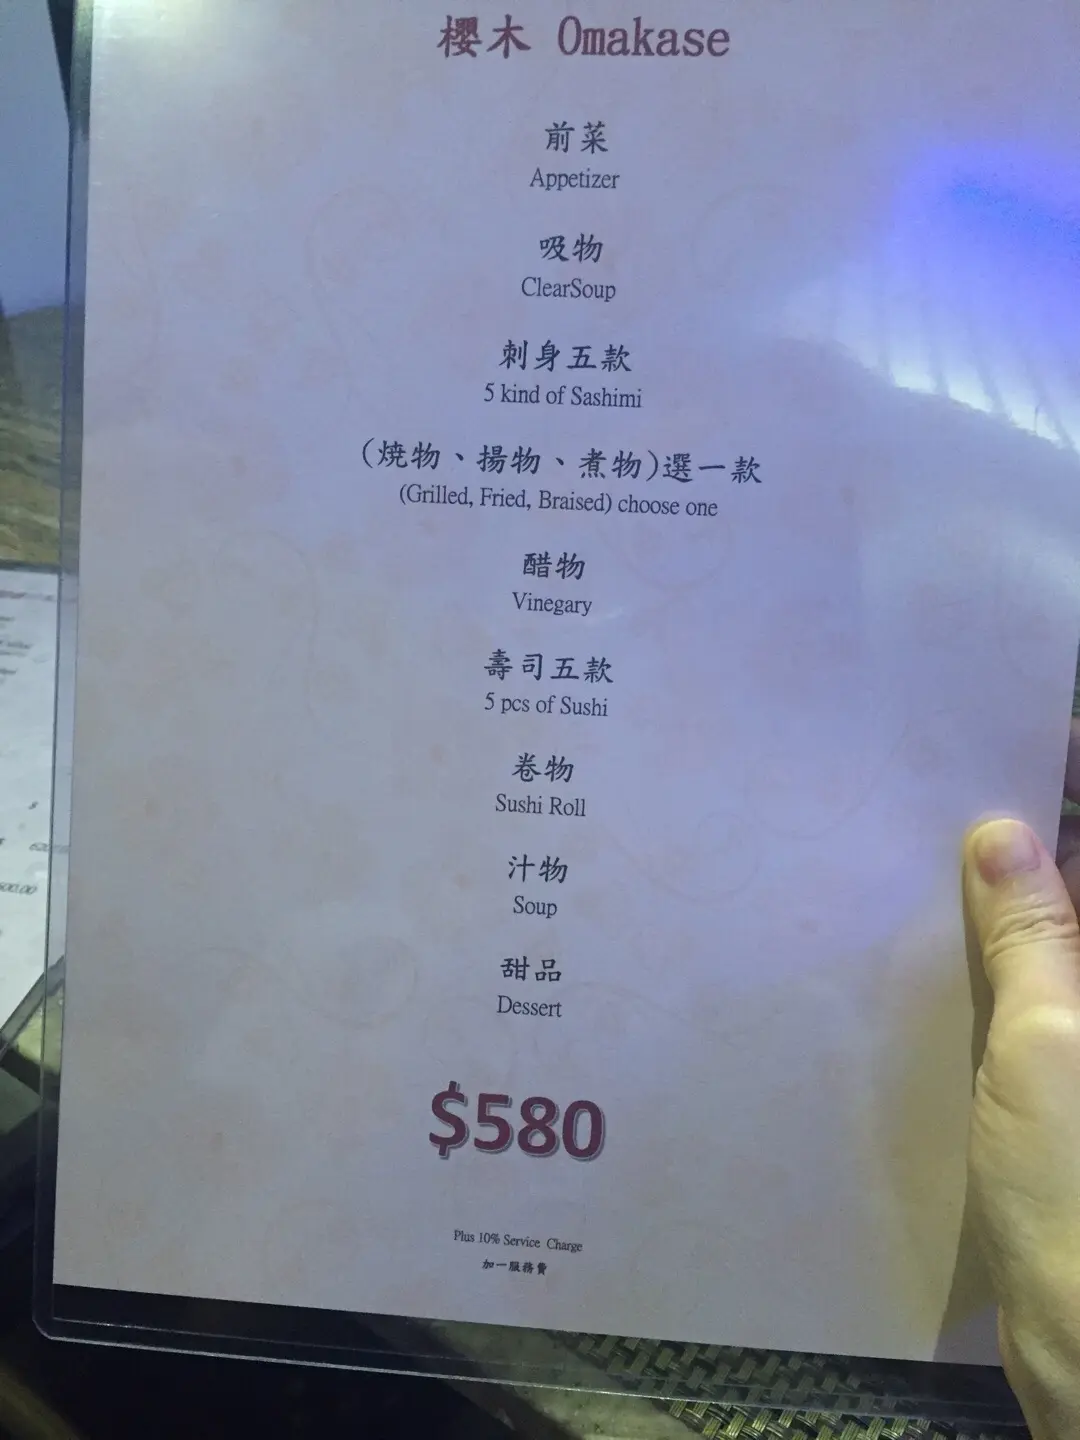 櫻木 Omakase
前菜
Appetizer
吸物
ClearSoup
刺身五款
5 kind of Sashimi
(燒物、揚物、煮物)選一款
(Grilled, Fried, Braised) choose one
醋物
Vinegary
壽司五款
5 pcs of Sushi
卷物
Sushi Roll
汁物
Soup
甜品
Dessert
$580
Plus 10% Service Charge
加一服務費